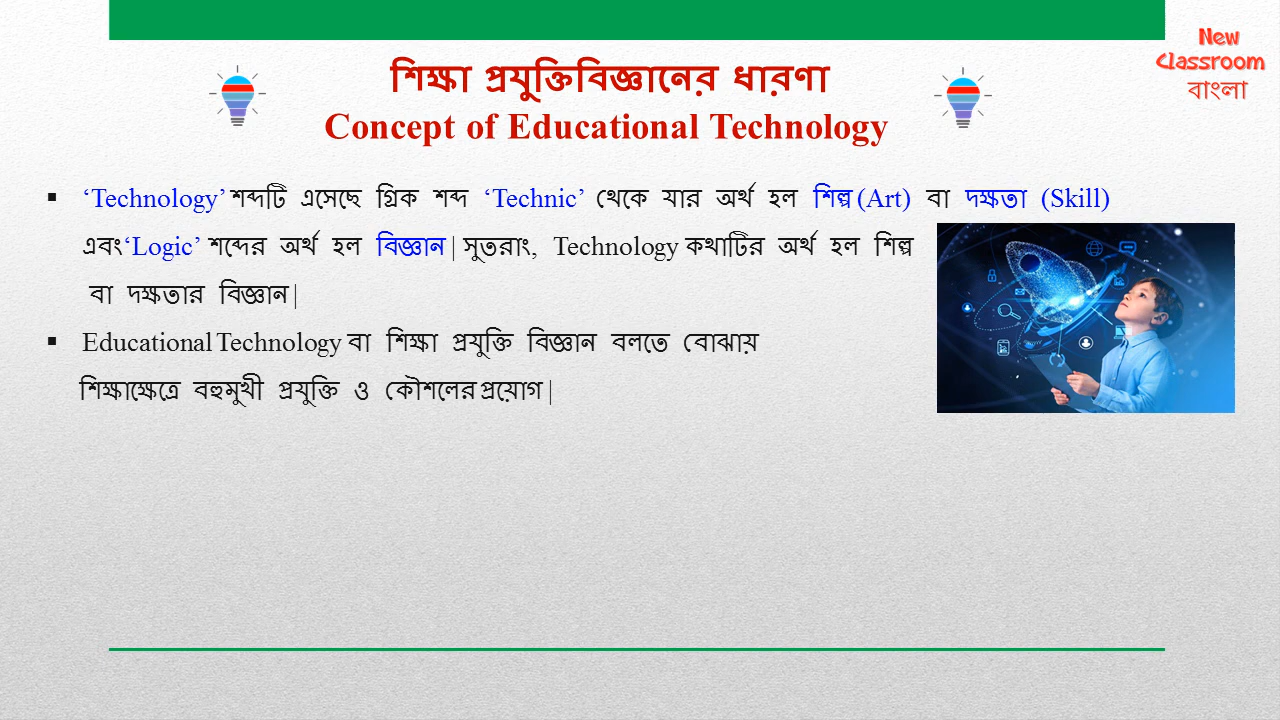 New
Classroom
বাংলা
শিক্ষা প্রযুক্তিবিজ্ঞানের ধারণা
Concept of Educational Technology
▪ ‘Technology’ শব্দটি এসেছে গ্রিক শব্দ ‘Technic’ থেকে যার অর্থ হল শিল্প (Art) বা দক্ষতা (Skill)
এবং‘Logic’ শব্দের অর্থ হল বিজ্ঞান | সুতরাং, Technology কথাটির অর্থ হল শিল্প
বা দক্ষতার বিজ্ঞান |
▪ Educational Technology বা শিক্ষা প্রযুক্তি বিজ্ঞান বলতে বোঝায়
শিক্ষাক্ষেত্রে বহুমুখী প্রযুক্তি ও কৌশলের প্রয়োগ |